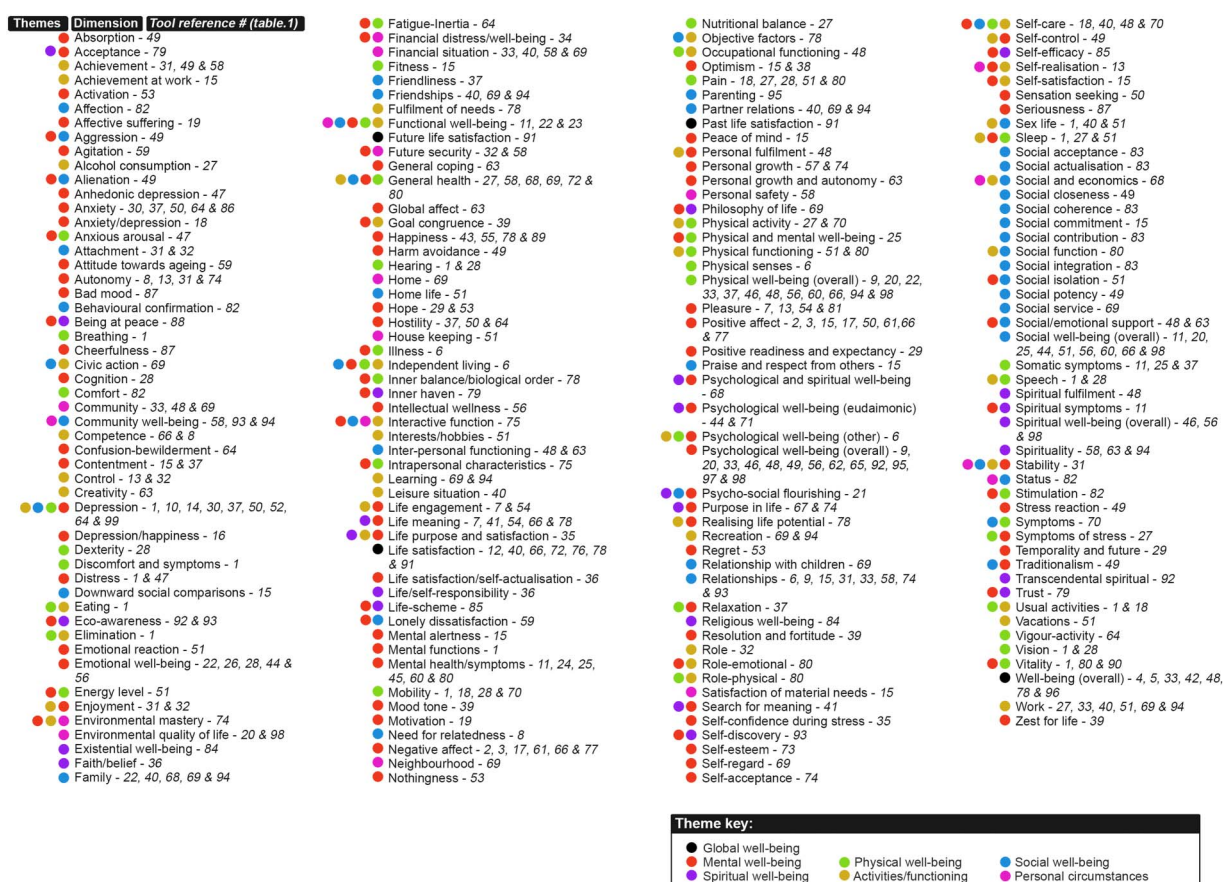 Themes Dimension Tool reference # (table.1)
Absorption - 49
Acceptance - 79
Achievement - 31, 49 & 58
Achievement at work - 15
Activation - 53
Affection - 82
Affective suffering - 19
Aggression - 49
Agitation - 59
Alcohol consumption - 27
Alienation - 49
Anhedonic depression - 47
Anxiety - 30, 37, 50, 64 & 86
Anxiety/depression - 18
Anxious arousal - 47
Attachment - 31 & 32
Attitude towards ageing - 59
Autonomy - 8, 13, 31 & 74
Bad mood - 87
Behavioural confirmation - 82
Being at peace - 88
Breathing - 1
Cheerfulness - 87
Civic action - 69
Cognition - 28
Comfort - 82
Community - 33, 48 & 69
Community well-being - 58, 93 & 94
Competence - 66 & 8
Confusion-bewilderment - 64
Contentment - 15 & 37
Control - 13 & 32
Creativity - 63
Depression - 1, 10, 14, 30, 37, 50, 52,
64 & 99
Depression/happiness - 16
Dexterity - 28
Discomfort and symptoms - 1
Distress - 1 & 47
Downward social comparisons - 15
Eating - 1
Eco-awareness - 92 & 93
Elimination - 1
Emotional reaction - 51
Emotional well-being - 22, 26, 28, 44 &
56
Energy level - 51
Enjoyment - 31 & 32
Environmental mastery - 74
Environmental quality of life - 20 & 98
Existential well-being - 84
Faith/belief - 36
Family - 22, 40, 68, 69 & 94
Fatigue-Inertia - 64
Financial distress/well-being - 34
Financial situation - 33, 40, 58 & 69
Fitness - 15
Friendliness - 37
Friendships - 40, 69 & 94
Fulfilment of needs - 78
Functional well-being - 11, 22 & 23
Future life satisfaction - 91
Future security - 32 & 58
General coping - 63
General health - 27, 58, 68, 69, 72 &
80
Global affect - 63
Goal congruence - 39
Happiness - 43, 55, 78 & 89
Harm avoidance - 49
Hearing - 1 & 28
Home - 69
Home life - 51
Hope - 29 & 53
Hostility - 37, 50 & 64
House keeping - 51
Illness - 6
Independent living - 6
Inner balance/biological order - 78
Inner haven - 79
Intellectual wellness - 56
Interactive function - 75
Interests/hobbies - 51
Inter-personal functioning - 48 & 63
Intrapersonal characteristics - 75
Learning - 69 & 94
Leisure situation - 40
Life engagement - 7 & 54
Life meaning - 7, 41, 54, 66 & 78
Life purpose and satisfaction - 35
Life satisfaction - 12, 40, 66, 72, 76, 78
& 91
Life satisfaction/self-actualisation - 36
Life/self-responsibility - 36
Life-scheme - 85
Lonely dissatisfaction - 59
Mental alertness - 15
Mental functions - 1
Mental health/symptoms - 11, 24, 25,
45, 60 & 80
Mobility - 1, 18, 28 & 70
Mood tone - 39
Motivation - 19
Need for relatedness - 8
Negative affect - 2, 3, 17, 61, 66 & 77
Neighbourhood - 69
Nothingness - 53
Nutritional balance - 27
Objective factors - 78
Occupational functioning - 48
Optimism - 15 & 38
Pain - 18, 27, 28, 51 & 80
Parenting - 95
Partner relations - 40, 69 & 94
Past life satisfaction - 91
Peace of mind - 15
Personal fulfilment - 48
Personal growth - 57 & 74
Personal growth and autonomy - 63
Personal safety - 58
Philosophy of life - 69
Physical activity - 27 & 70
Physical and mental well-being - 25
Physical functioning - 51 & 80
Physical senses - 6
Physical well-being (overall) - 9, 20, 22,
33, 37, 46, 48, 56, 60, 66, 94 & 98
Pleasure - 7, 13, 54 & 81
Positive affect - 2, 3, 15, 17, 50, 61,66
& 77
Positive readiness and expectancy - 29
Praise and respect from others - 15
Psychological and spiritual well-being
- 68
Psychological well-being (eudaimonic)
- 44 & 71
Psychological well-being (other) - 6
Psychological well-being (overall) - 9,
20, 33, 46, 48, 49, 56, 62, 65, 92, 95,
97 & 98
Psycho-social flourishing - 21
Purpose in life - 67 & 74
Realising life potential - 78
Recreation - 69 & 94
Regret - 53
Relationship with children - 69
Relationships - 6, 9, 15, 31, 33, 58, 74
& 93
Relaxation - 37
Religious well-being - 84
Resolution and fortitude - 39
Role - 32
Role-emotional - 80
Role-physical - 80
Satisfaction of material needs - 15
Search for meaning - 41
Self-confidence during stress - 35
Self-discovery - 93
Self-esteem - 73
Self-regard - 69
Self-acceptance - 74
Self-care - 18, 40, 48 & 70
Self-control - 49
Self-efficacy - 85
Self-realisation - 13
Self-satisfaction - 15
Sensation seeking - 50
Seriousness - 87
Sex life - 1, 40 & 51
Sleep - 1, 27 & 51
Social acceptance - 83
Social actualisation - 83
Social and economics - 68
Social closeness - 49
Social coherence - 83
Social commitment - 15
Social contribution - 83
Social function - 80
Social integration - 83
Social isolation - 51
Social potency - 49
Social service - 69
Social/emotional support - 48 & 63
Social well-being (overall) - 11, 20,
25, 44, 51, 56, 60, 66 & 98
Somatic symptoms - 11, 25 & 37
Speech - 1 & 28
Spiritual fulfilment - 48
Spiritual symptoms - 11
Spiritual well-being (overall) - 46, 56
& 98
Spirituality - 58, 63 & 94
Stability - 31
Status - 82
Stimulation - 82
Stress reaction - 49
Symptoms - 70
Symptoms of stress - 27
Temporality and future - 29
Traditionalism - 49
Transcendental spiritual - 92
Trust - 79
Usual activities - 1 & 18
Vacations - 51
Vigour-activity - 64
Vision - 1 & 28
Vitality - 1, 80 & 90
Well-being (overall) - 4, 5, 33, 42, 48,
78 & 96
Work - 27, 33, 40, 51, 69 & 94
Zest for life - 39
Theme key:
Global well-being
Mental well-being Physical well-being Social well-being
Spiritual well-being Activities/functioning Personal circumstances